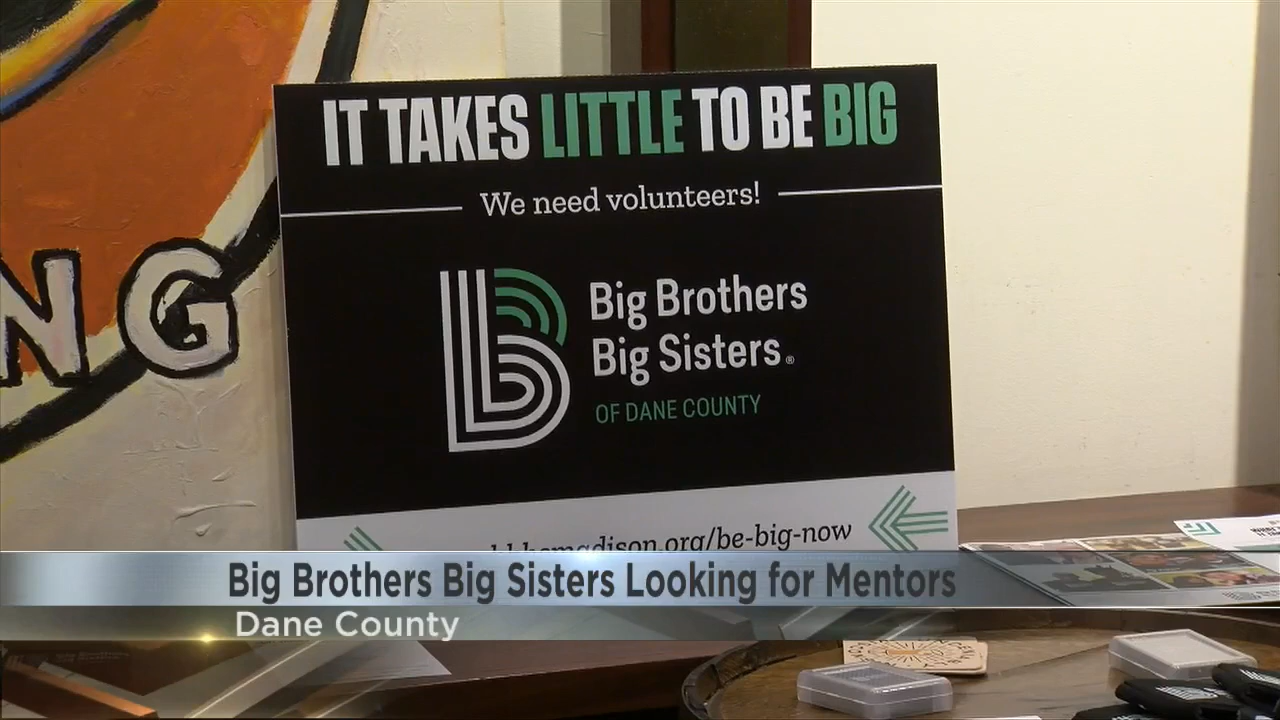 IT TAKES LITTLE TO BE BIG
We need volunteers!
Big Brothers
Big Sisters®
OF DANE COUNTY
NG
Big Brothers Big Sisters Looking for Mentors
Dane County